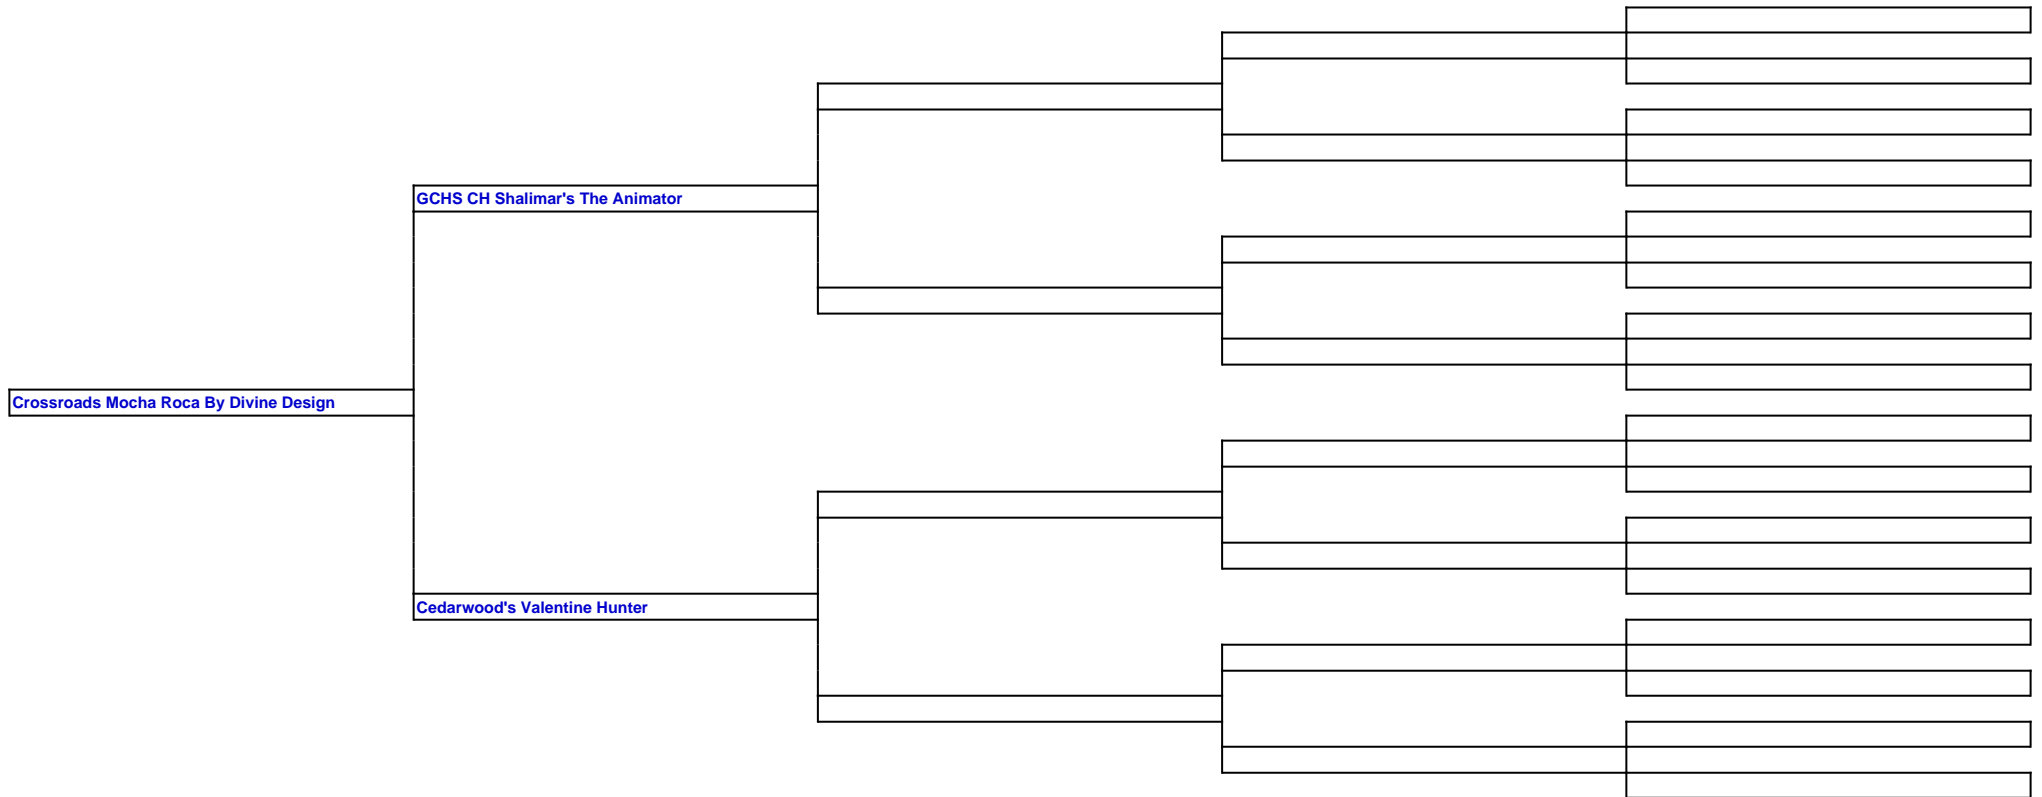 GCHS CH Shalimar's The Animator
Crossroads Mocha Roca By Divine Design
Cedarwood's Valentine Hunter